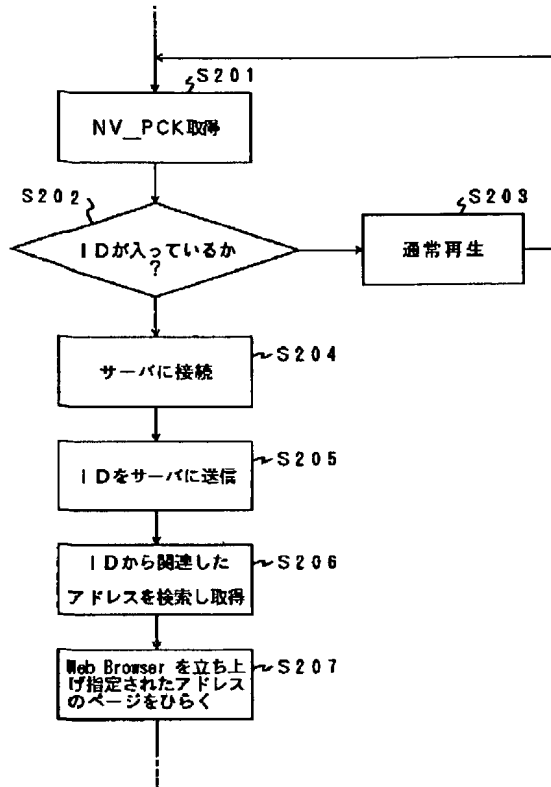 S201
NV_PCK取得
S202
IDが入っているか
?
S203
通常再生
サーバに接続
S204
IDをサーバに送信
S205
IDから関連した
アドレスを検索し取得
S206
Web Browser を立ち上
げ指定されたアドレス
のページをひらく
S207